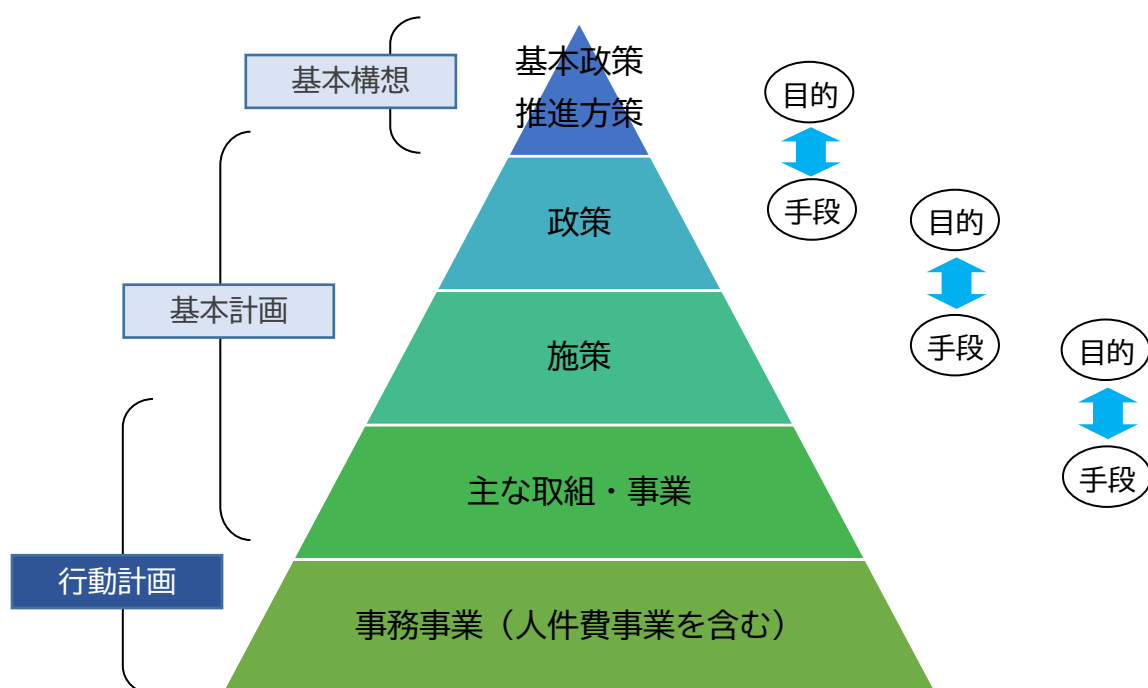 基本構想
基本政策
推進方策
目的
手段
政策
目的
手段
基本計画
施策
目的
手段
主な取組・事業
行動計画
事務事業（人件費事業を含む）